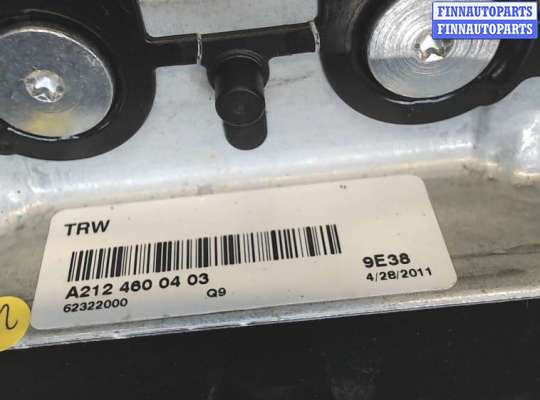 FINNAUTOPARTS
FINNAUTOPARTS
TRW
A212 460 04 03
Q9
62322000
9E38
4/28/2011